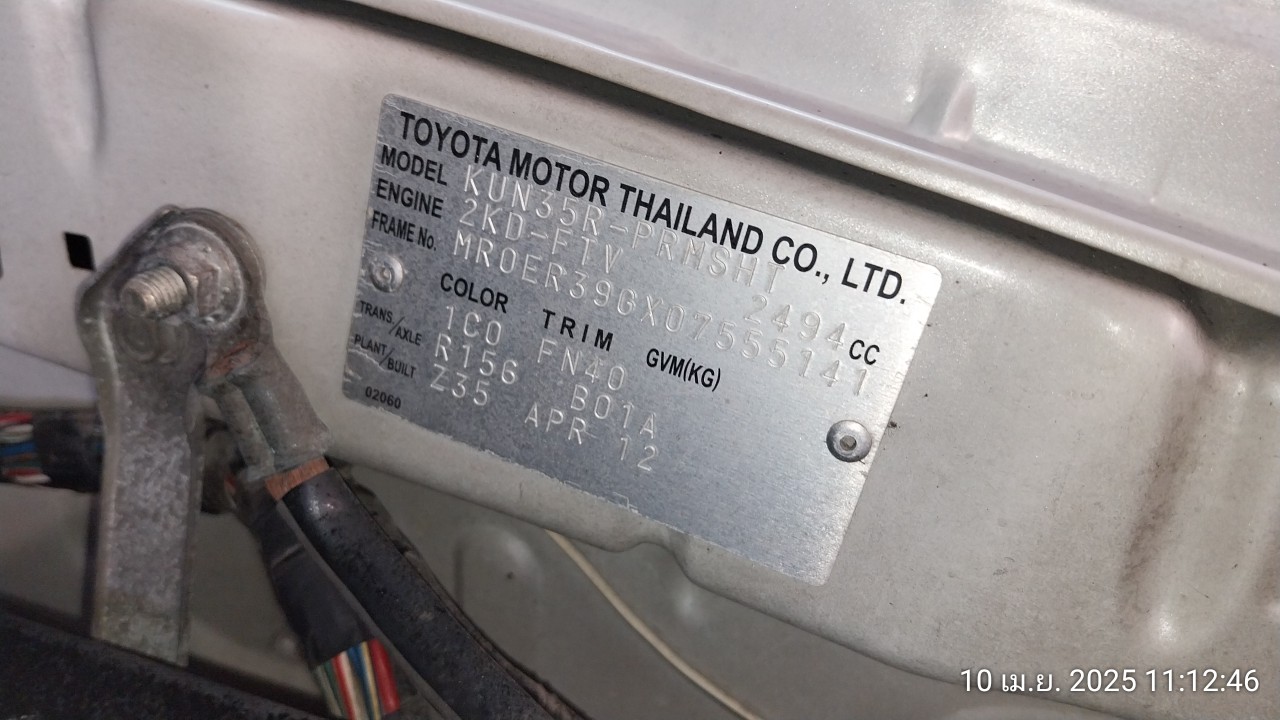 TOYOTA MOTOR THAILAND CO., LTD.
MODEL KUN35R-PRMSHT
ENGINE 2KD-FTV 2494 CC
FRAME No. MR0ER39GX07555141
COLOR TRIM GVM(KG)
1C0 FN40
TRANS/AXLE R156 B01A
PLANT/BUILT Z35 APR 12
02060
10 เม.ย. 2025 11:12:46